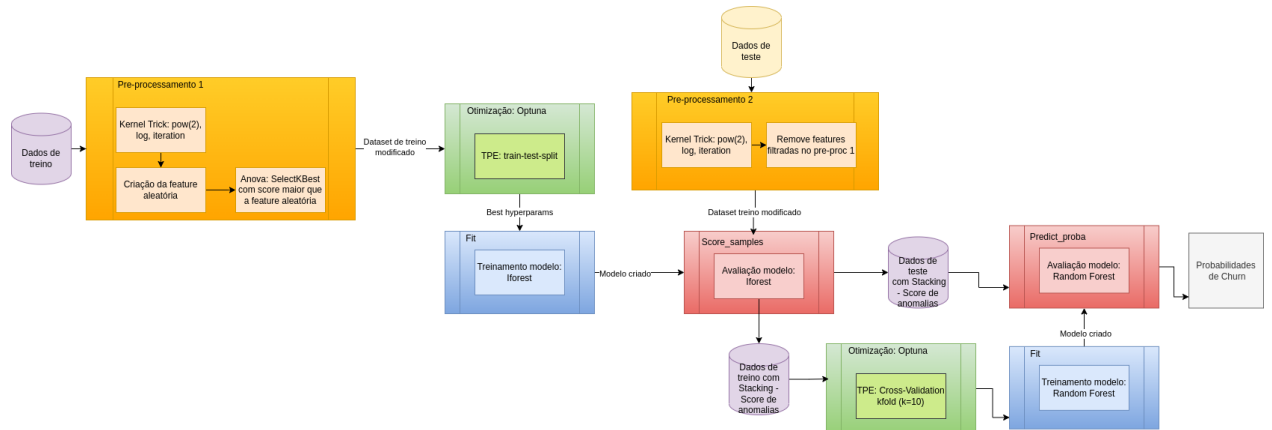 Dados de
treino
Pre-processamento 1
Kernel Trick: pow(2),
log, iteration
Criação da feature
aleatória
Anova: SelectKBest
com score maior que
a feature aleatória
Dataset de treino
modificado
Otimização: Optuna
TPE: train-test-split
Best hyperparams
Fit
Treinamento modelo:
Iforest
Modelo criado
Dados de
teste
Pre-processamento 2
Kernel Trick: pow(2),
log, iteration
Remove features
filtradas no pre-proc 1
Dataset treino modificado
Score_samples
Avaliação modelo:
Iforest
Dados de
teste
com Stacking
- Score de
anomalias
Dados de
treino com
Stacking -
Score de
anomalias
Otimização: Optuna
TPE: Cross-Validation
kfold (k=10)
Fit
Treinamento modelo:
Random Forest
Modelo criado
Predict_proba
Avaliação modelo:
Random Forest
Probabilidades
de Churn